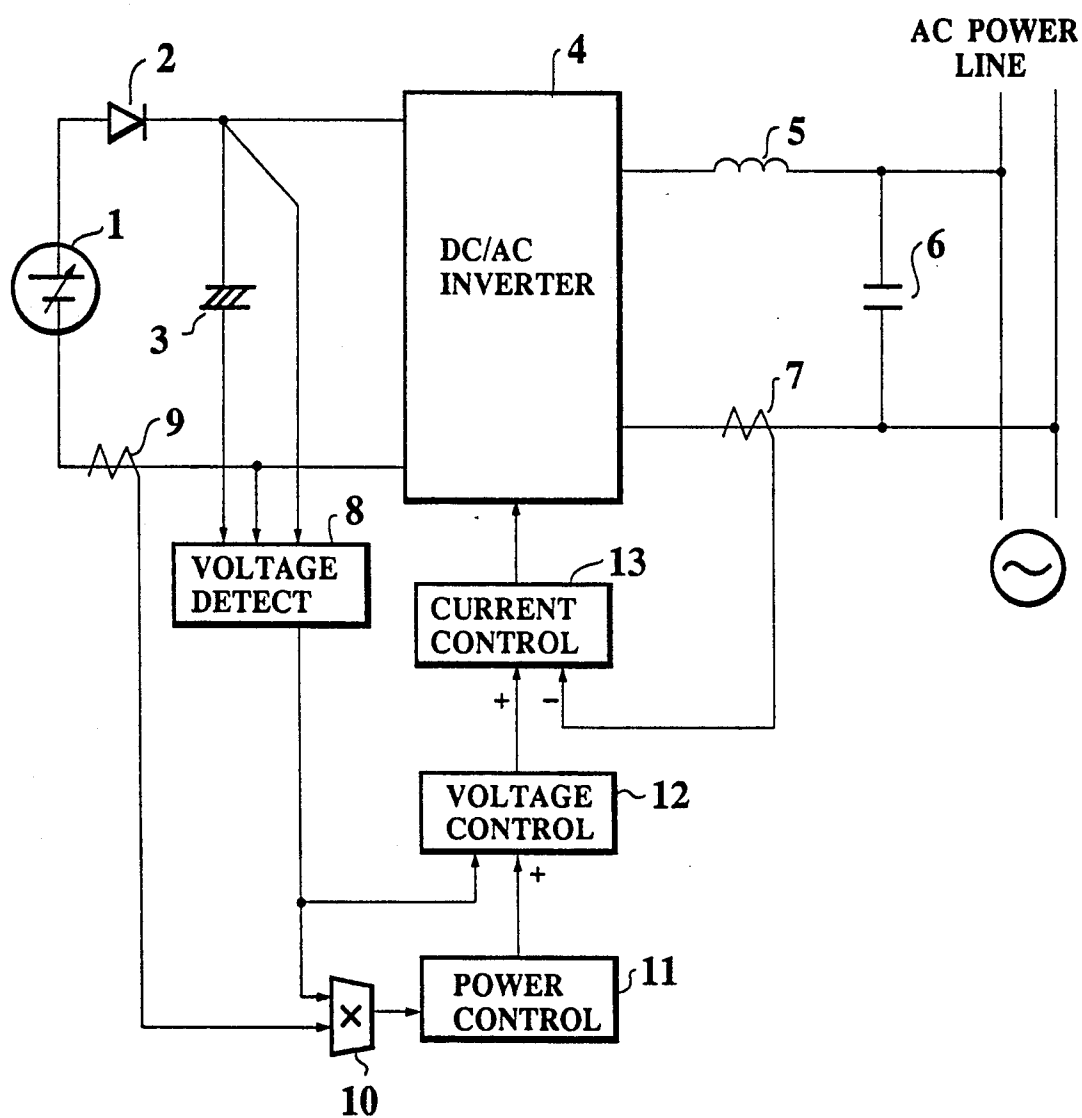 AC POWER
LINE
2
4
5
1
DC/AC
INVERTER
6
3
7
9
8
VOLTAGE
DETECT
13
CURRENT
CONTROL
+
−
VOLTAGE
CONTROL
12
+
POWER
CONTROL
11
×
10